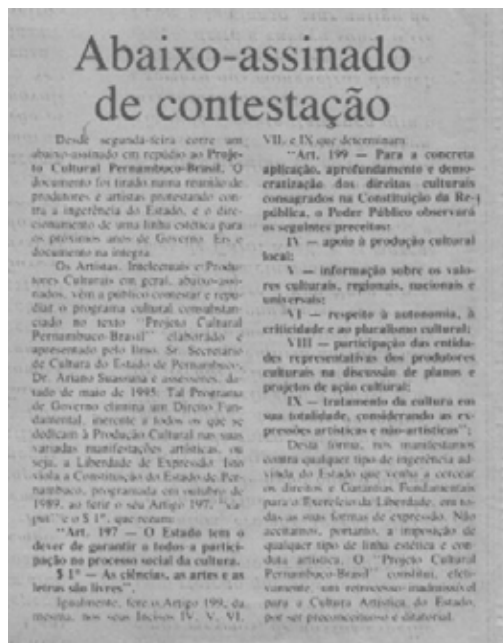 Abaixo-assinado
de contestação
Desde segunda-feira corre um
abaixo-assinado em repúdio ao Proje-
to Cultural Pernambuco-Brasil. O
documento foi tirado numa reunião de
produtores e artistas protestando con-
tra a ingerência do Estado, e o dire-
cionamento de uma linha estética para
os próximos anos de Governo. Eis o
documento na íntegra.
Os Artistas, Intelectuais e Produ-
tores Culturais em geral, abaixo-assi-
nados, vêm a público contestar e repu-
diar o programa cultural consubstan-
ciado no texto "Projeto Cultural
Pernambuco-Brasil" elaborado e
apresentado pelo Ilmo. Sr. Secretário
de Cultura do Estado de Pernambuco,
Dr. Ariano Suassuna e assessores, da-
tado de maio de 1995: Tal Programa
de Governo elimina um Direito Fun-
damental, inerente a todos os que se
dedicam à Produção Cultural nas suas
variadas manifestações artísticas, ou
seja, a Liberdade de Expressão. Isto
viola a Constituição do Estado de Per-
nambuco, programada em outubro de
1989, ao ferir o seu Artigo 197, "ca-
put" e o $ 1º, que rezam:
"Art. 197 — O Estado tem o
dever de garantir a todos a partici-
pação no processo social da cultura.
$ 1º — As ciências, as artes e as
letras são livres".
Igualmente, fere o Artigo 199, da
mesma, nos seus Incisos IV, V, VI,
VII, e IX que determinam:
"Art. 199 — Para a concreta
aplicação, aprofundamento e demo-
cratização dos direitos culturais
consagrados na Constituição da Re-
pública, o Poder Público observará
os seguintes preceitos:
IV — apoio à produção cultural
local;
V — informação sobre os valo-
res culturais, regionais, nacionais e
universais;
VI — respeito à autonomia, à
criticidade e ao pluralismo cultural;
VIII — participação das entida-
des representativas dos produtores
culturais na discussão de planos e
projetos de ação cultural;
IX — tratamento da cultura em
sua totalidade, considerando as ex-
pressões artísticas e não-artísticas";
Desta forma, nos manifestamos
contra qualquer tipo de ingerência ad-
vinda do Estado que venha a cercear
os direitos e Garantias Fundamentais
para o Exercício da Liberdade, em to-
das as suas formas de expressão. Não
aceitamos, portanto, a imposição de
qualquer tipo de linha estética e con-
duta artística. O "Projeto Cultural
Pernambuco-Brasil" constitui, efeti-
vamente, um retrocesso inadmissível
para a Cultura Artística do Estado,
por ser preconceituoso e ditatorial.